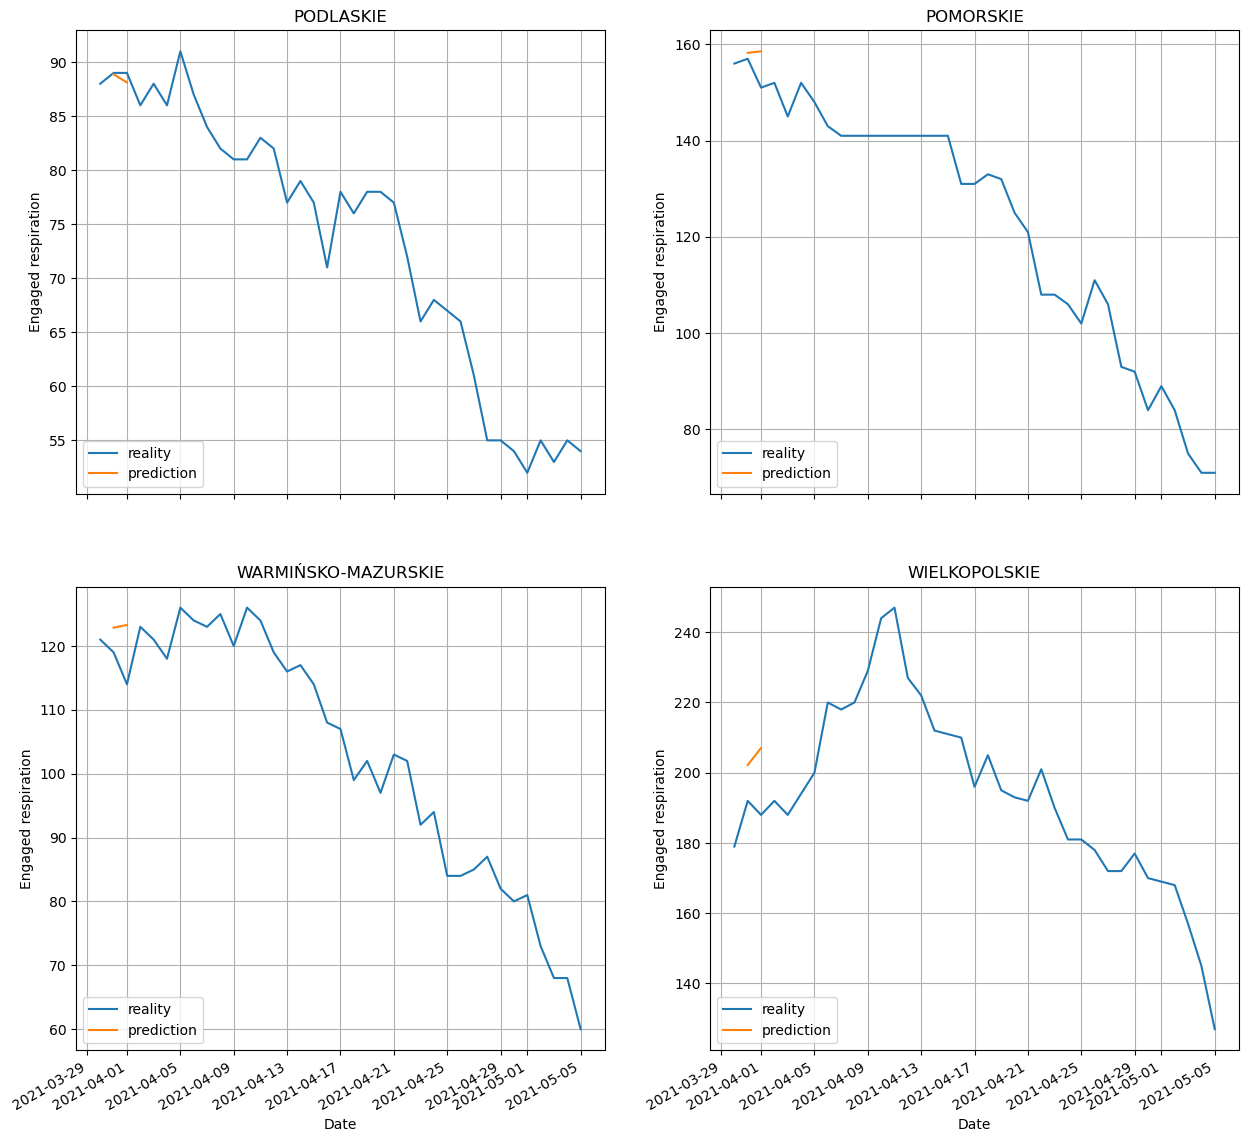 PODLASKIE
90
85
80
75
70
65
60
55
Engaged respiration
reality
prediction
POMORSKIE
160
140
120
100
80
Engaged respiration
reality
prediction
WARMIŃSKO-MAZURSKIE
120
110
100
90
80
70
60
Engaged respiration
reality
prediction
2021-03-29
2021-04-01
2021-04-05
2021-04-09
2021-04-13
2021-04-17
2021-04-21
2021-04-25
2021-04-29
2021-05-01
2021-05-05
Date
WIELKOPOLSKIE
240
220
200
180
160
140
Engaged respiration
reality
prediction
2021-03-29
2021-04-01
2021-04-05
2021-04-09
2021-04-13
2021-04-17
2021-04-21
2021-04-25
2021-04-29
2021-05-01
2021-05-05
Date